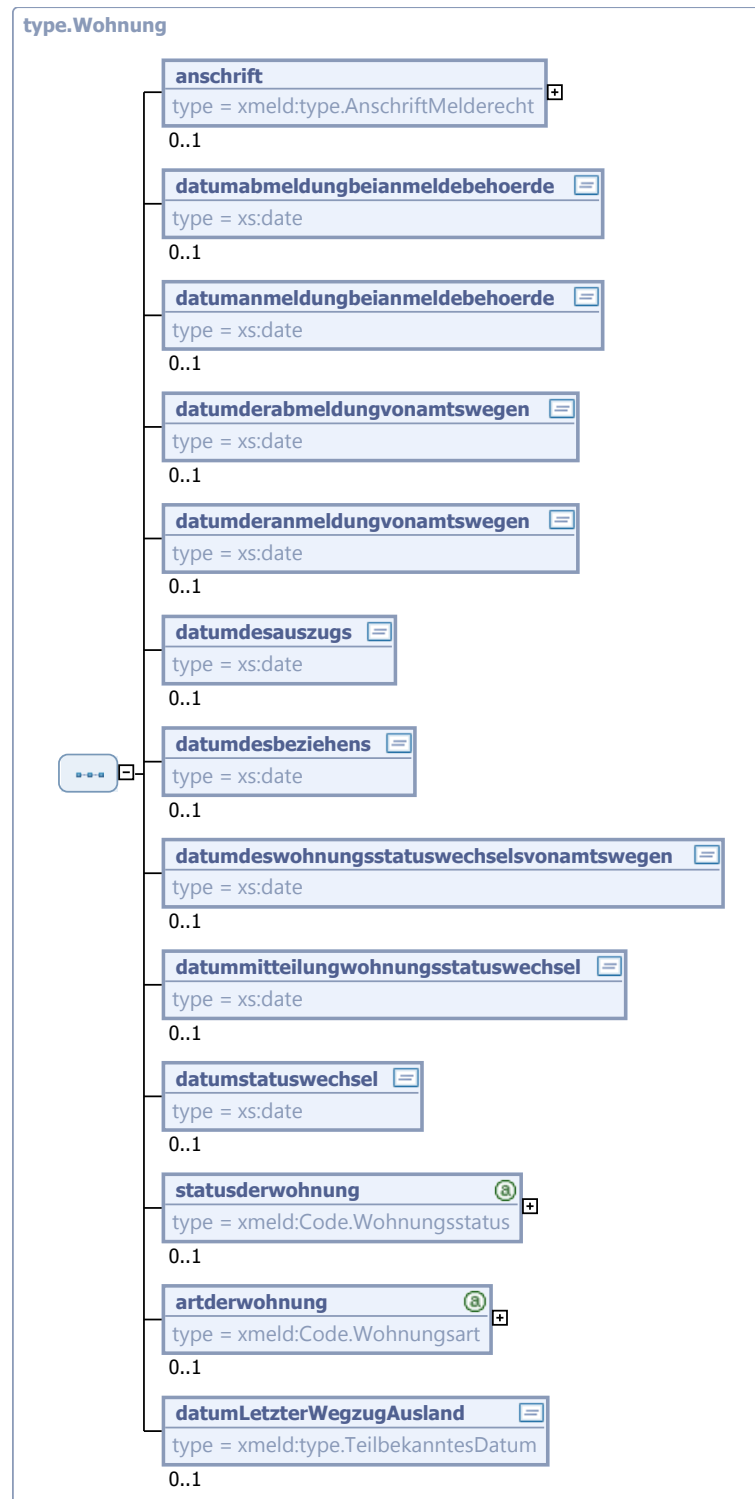 type.Wohnung
anschrift
type = xmeld:type.AnschriftMelderecht
0..1
datumabmeldungbeianmeldebehoerde
type = xs:date
0..1
datumanmeldungbeianmeldebehoerde
type = xs:date
0..1
datumderabmeldungvonamtswegen
type = xs:date
0..1
datumderanmeldungvonamtswegen
type = xs:date
0..1
datumdesauszugs
type = xs:date
0..1
datumdesbeziehens
type = xs:date
0..1
datumdeswohnungsstatuswechselsvonamtswegen
type = xs:date
0..1
datummitteilungwohnungsstatuswechsel
type = xs:date
0..1
datumstatuswechsel
type = xs:date
0..1
statusderwohnung
type = xmeld:Code.Wohnungsstatus
0..1
artderwohnung
type = xmeld:Code.Wohnungsart
0..1
datumLetzterWegzugAusland
type = xmeld:type.TeilbekanntesDatum
0..1